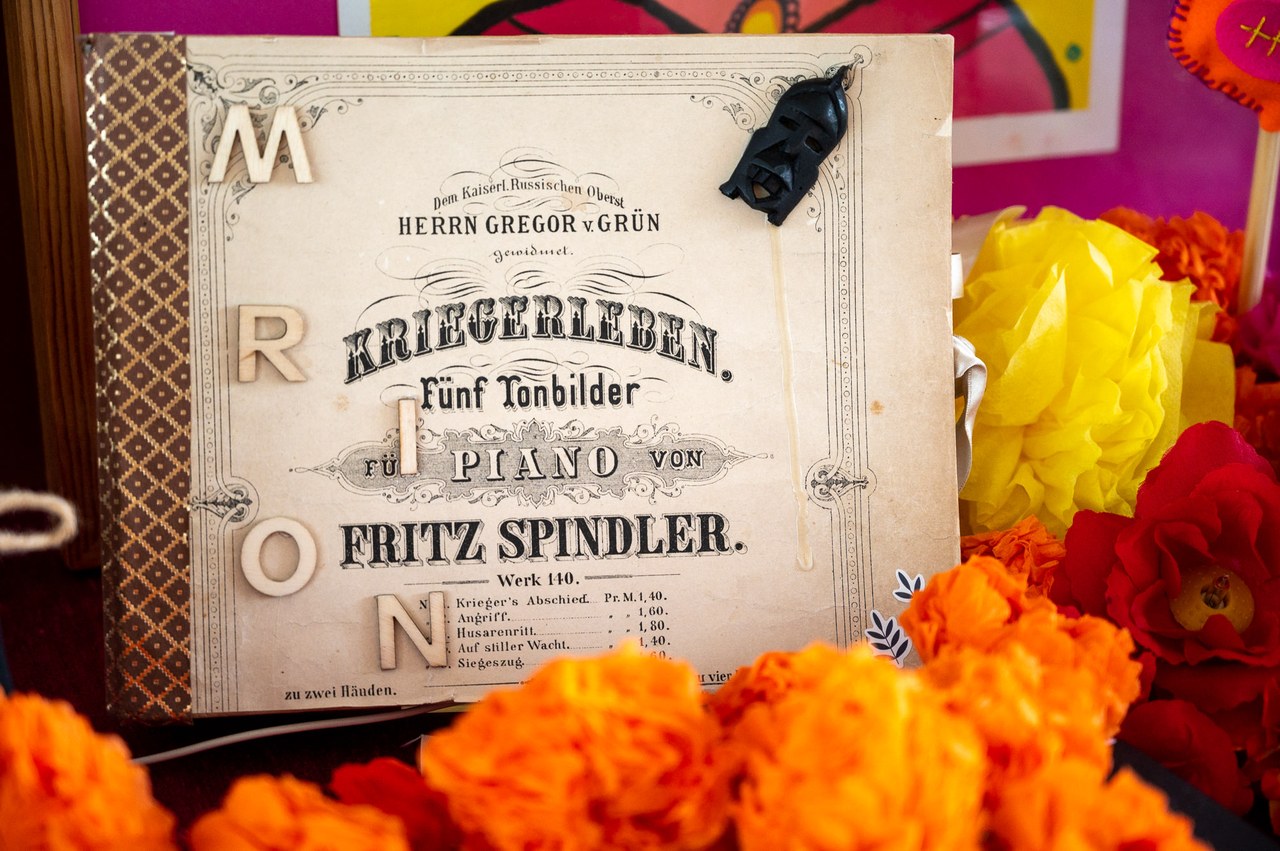 M
R
I
O
N
Dem Kaiserl. Russischen Oberst
HERRN GREGOR v. GRÜN
gewidmet.
KRIEGERLEBEN.
Fünf Tonbilder
FÜ PIANO VON
FRITZ SPINDLER.
Werk 140.
Krieger's Abschied. Pr. M. 1,40.
Angriff. " " 1,60.
Husarenritt. " " 1,80.
Auf stiller Wacht. " " 1,40.
Siegeszug.
zu zwei Händen.